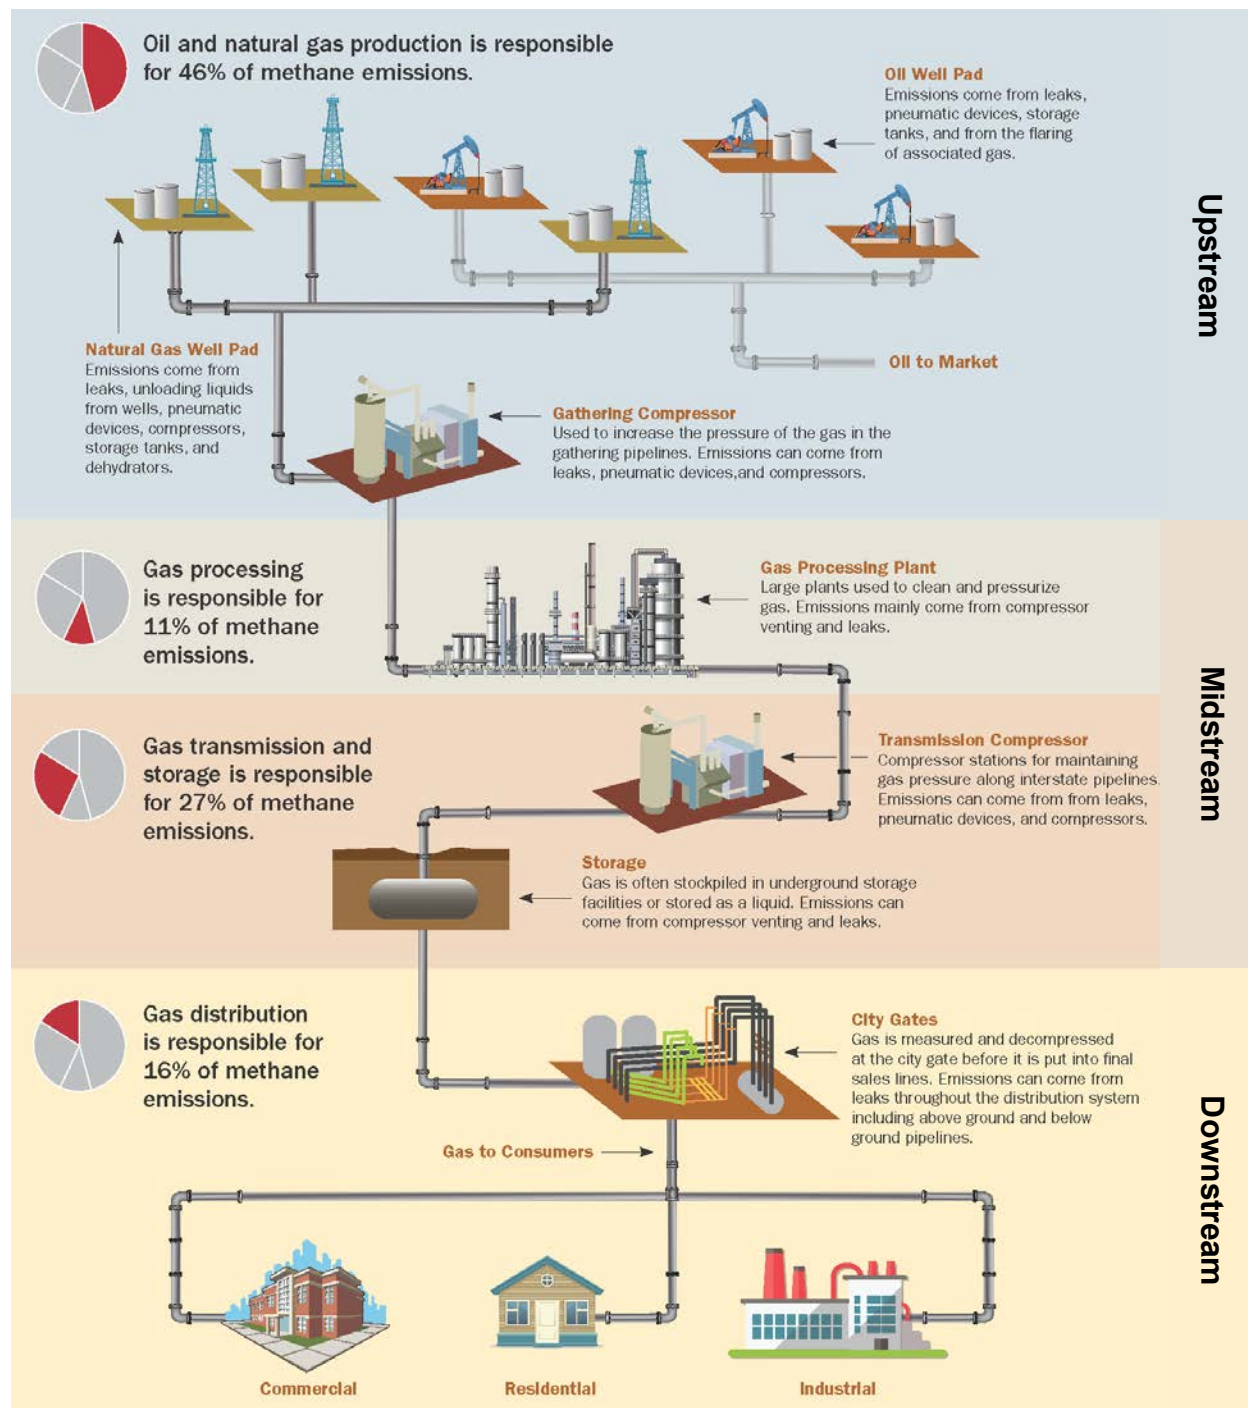 Oil and natural gas production is responsible
for 46% of methane emissions.
Oil Well Pad
Emissions come from leaks,
pneumatic devices, storage
tanks, and from the flaring
of associated gas.
Upstream
Natural Gas Well Pad
Emissions come from
leaks, unloading liquids
from wells, pneumatic
devices, compressors,
storage tanks, and
dehydrators.
Oil to Market
Gathering Compressor
Used to increase the pressure of the gas in the
gathering pipelines. Emissions can come from
leaks, pneumatic devices,and compressors.
Gas processing
is responsible for
11% of methane
emissions.
Gas Processing Plant
Large plants used to clean and pressurize
gas. Emissions mainly come from compressor
venting and leaks.
Midstream
Gas transmission and
storage is responsible
for 27% of methane
emissions.
Transmission Compressor
Compressor stations for maintaining
gas pressure along interstate pipelines.
Emissions can come from from leaks,
pneumatic devices, and compressors.
Storage
Gas is often stockpiled in underground storage
facilities or stored as a liquid. Emissions can
come from compressor venting and leaks.
Gas distribution
is responsible for
16% of methane
emissions.
City Gates
Gas is measured and decompressed
at the city gate before it is put into final
sales lines. Emissions can come from
leaks throughout the distribution system
including above ground and below
ground pipelines.
Downstream
Gas to Consumers
Commercial
Residential
Industrial